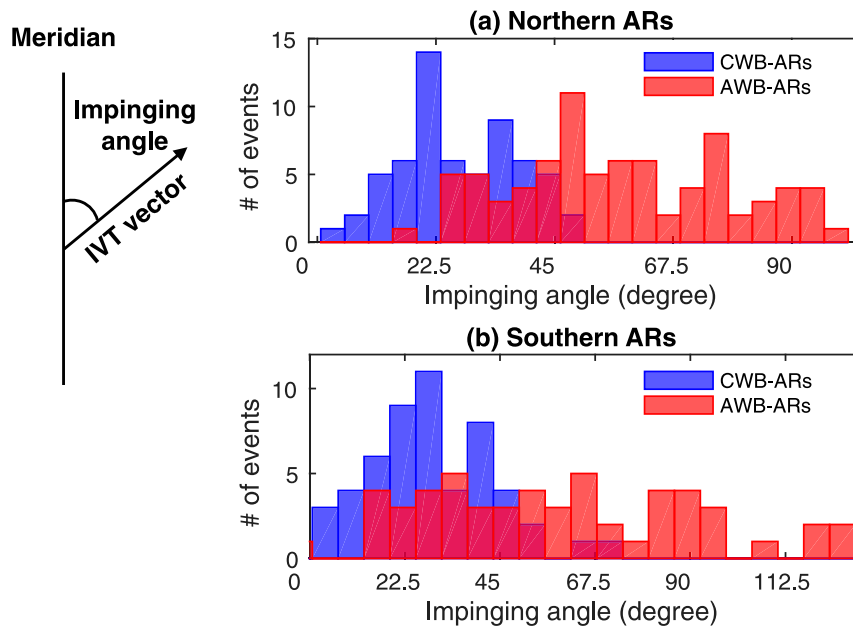 Meridian
Impinging
angle
IVT vector
(a) Northern ARs
15
10
5
0
# of events
CWB-ARs
AWB-ARs
0 22.5 45 67.5 90
Impinging angle (degree)
(b) Southern ARs
10
5
0
# of events
CWB-ARs
AWB-ARs
0 22.5 45 67.5 90 112.5
Impinging angle (degree)